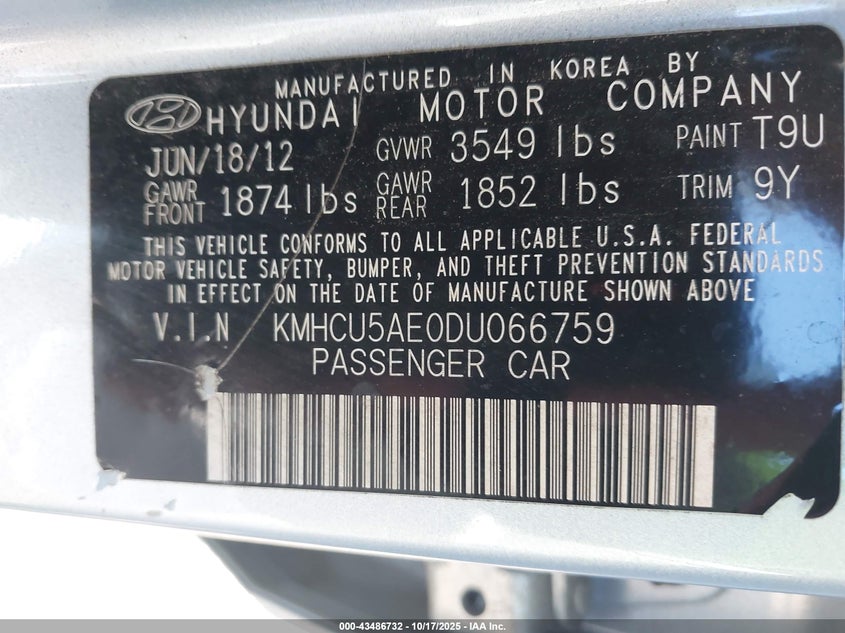 MANUFACTURED IN KOREA BY
HYUNDAI MOTOR COMPANY
JUN/18/12 GVWR 3549 lbs PAINT T9U
GAWR FRONT 1874 lbs GAWR REAR 1852 lbs TRIM 9Y
THIS VEHICLE CONFORMS TO ALL APPLICABLE U.S.A. FEDERAL
MOTOR VEHICLE SAFETY, BUMPER, AND THEFT PREVENTION STANDARDS
IN EFFECT ON THE DATE OF MANUFACTURE SHOWN ABOVE
V.I.N KMHCU5AE0DU066759
PASSENGER CAR
000-43486732 - 10/17/2025 - IAA Inc.